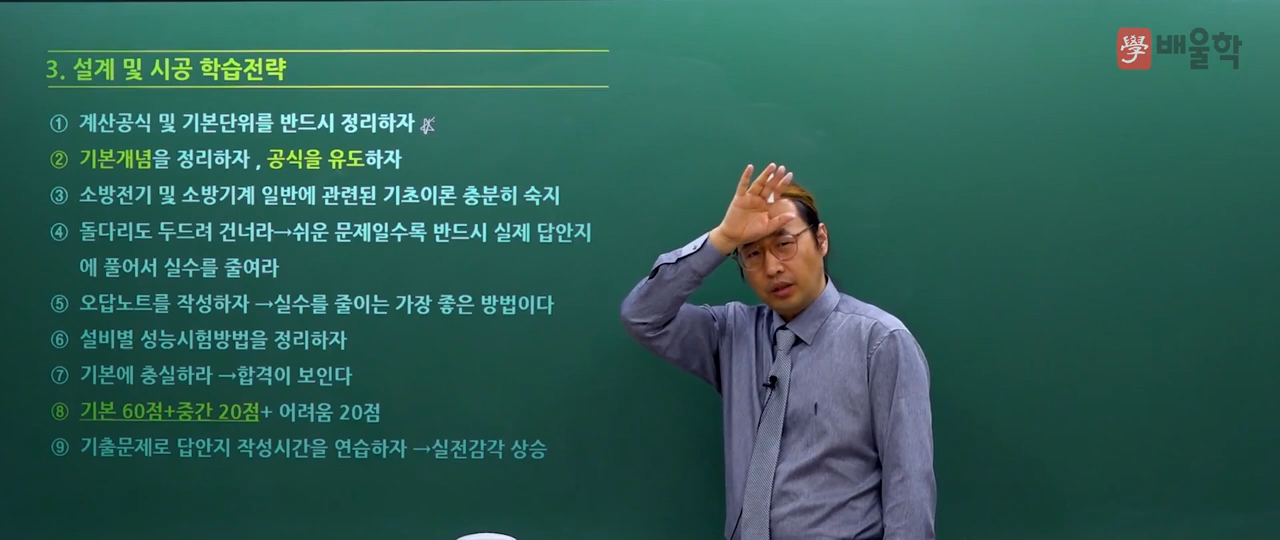 3. 설계 및 시공 학습전략
① 계산공식 및 기본단위를 반드시 정리하자
② 기본개념을 정리하자 , 공식을 유도하자
③ 소방전기 및 소방기계 일반에 관련된 기초이론 충분히 숙지
④ 돌다리도 두드려 건너라→쉬운 문제일수록 반드시 실제 답안지
에 풀어서 실수를 줄여라
⑤ 오답노트를 작성하자 →실수를 줄이는 가장 좋은 방법이다
⑥ 설비별 성능시험방법을 정리하자
⑦ 기본에 충실하라 →합격이 보인다
⑧ 기본 60점+중간 20점+ 어려움 20점
⑨ 기출문제로 답안지 작성시간을 연습하자 →실전감각 상승
學 배울학